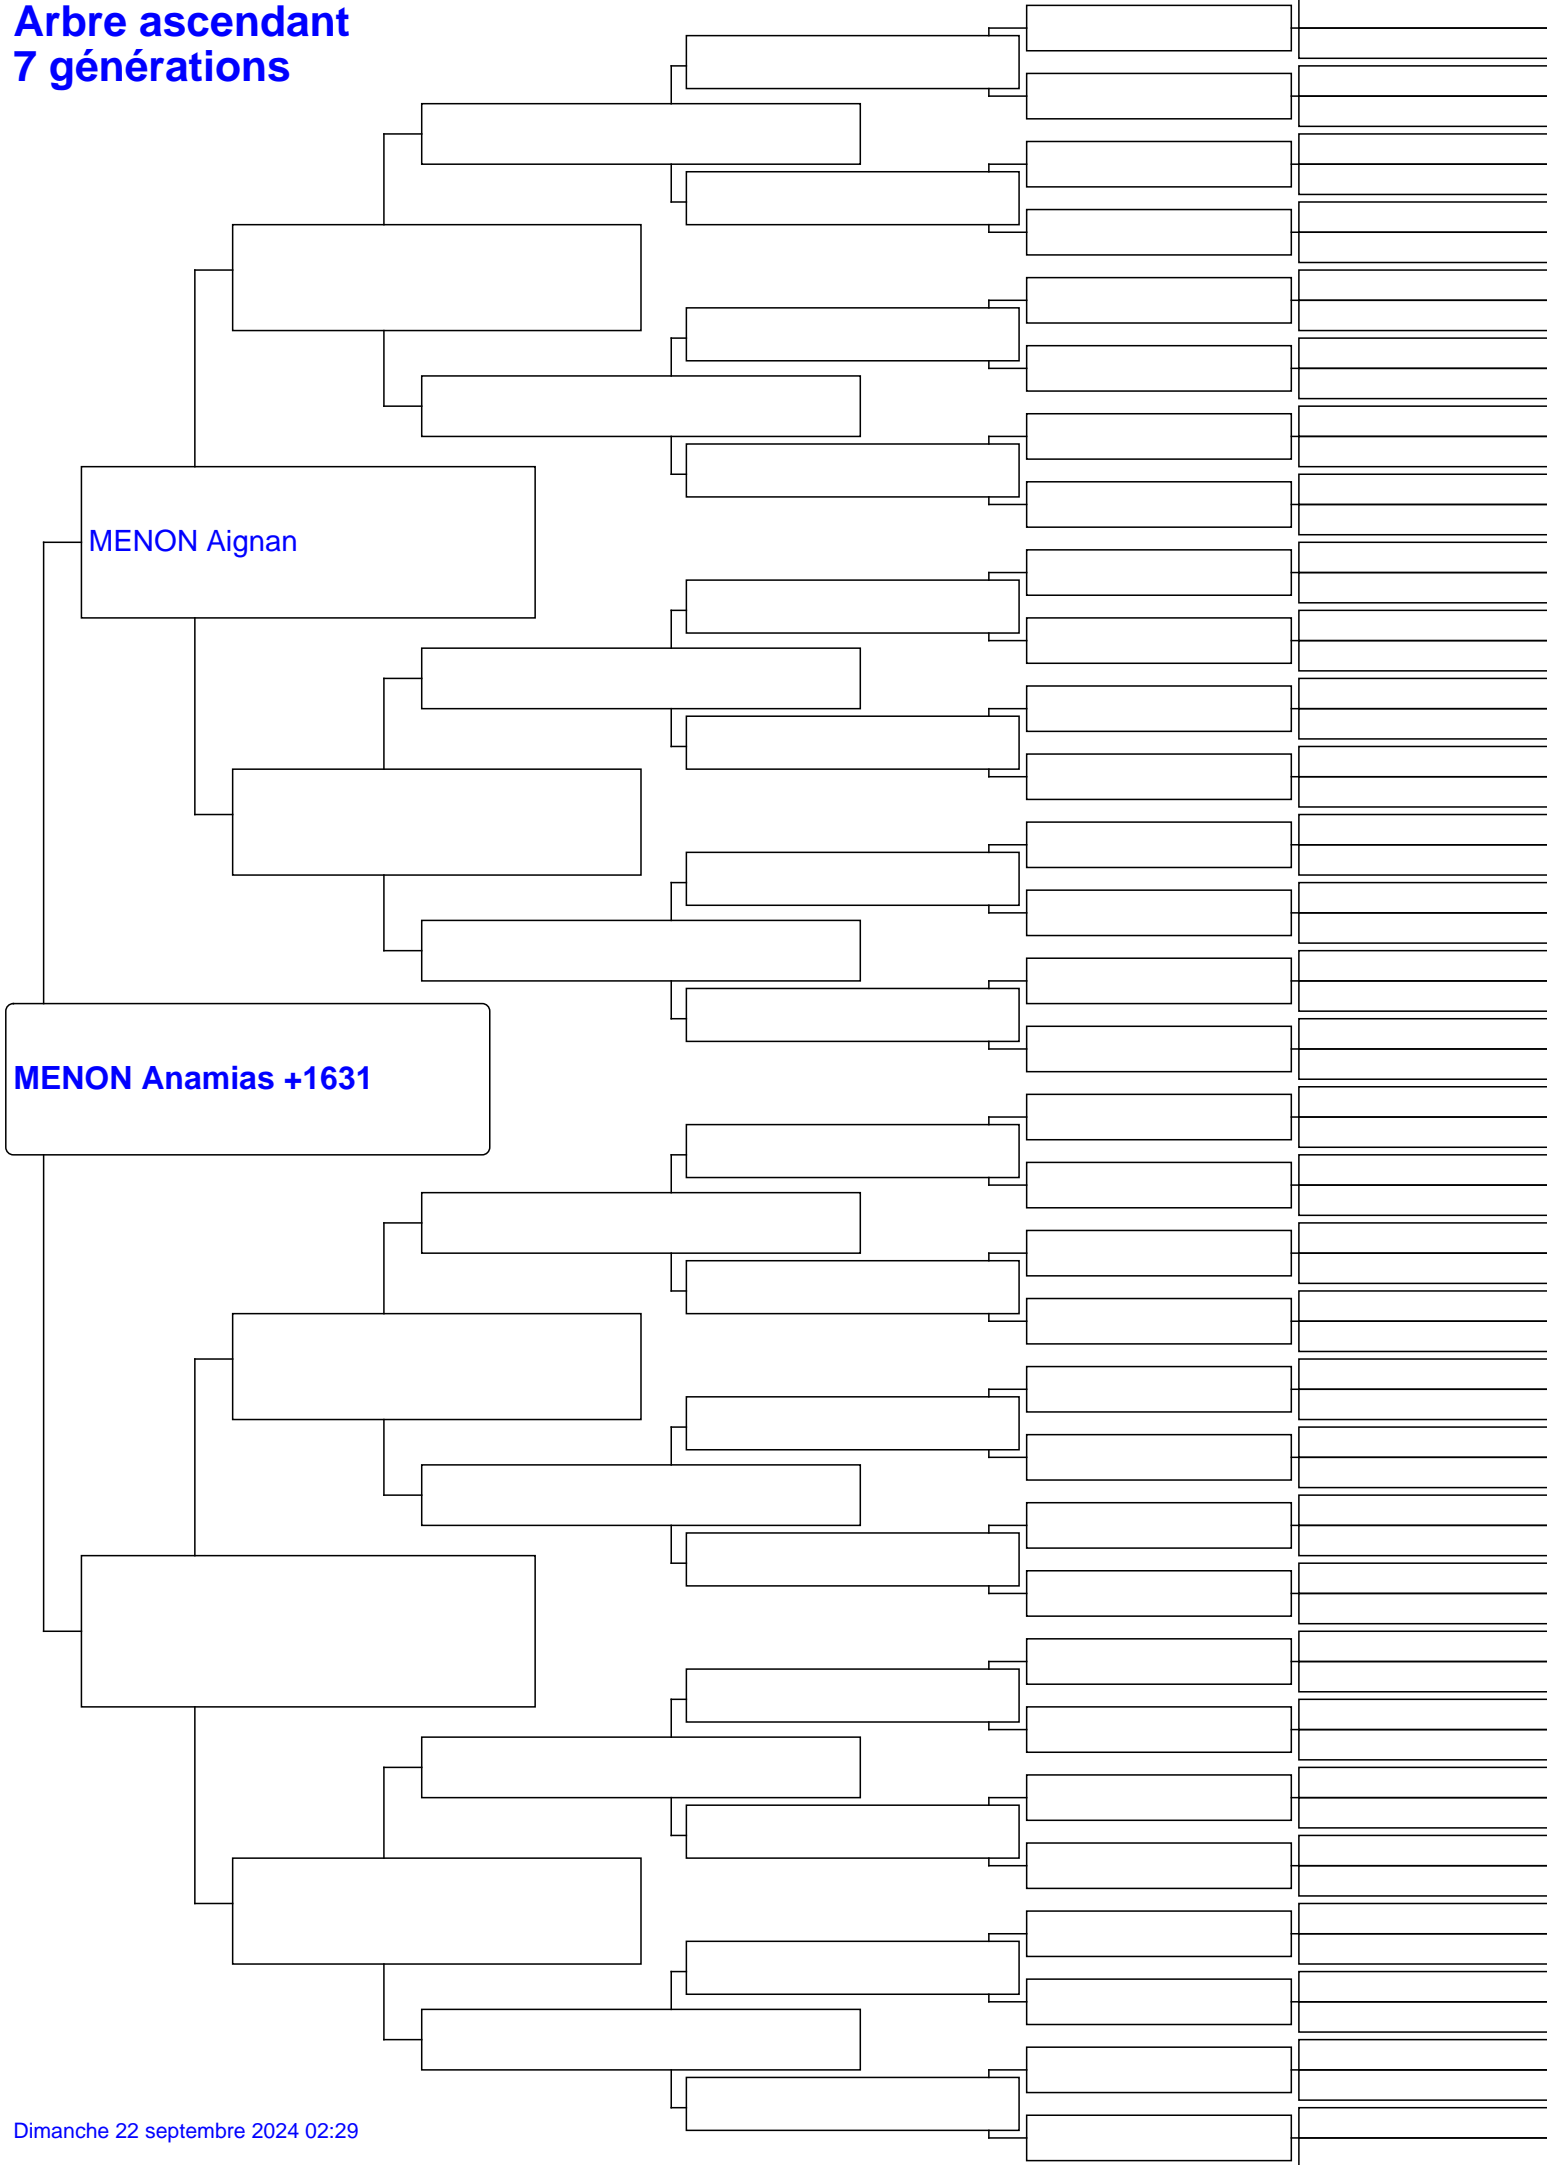 Arbre ascendant
7 générations
MENON Aignan
MENON Anamias +1631
Dimanche 22 septembre 2024 02:29